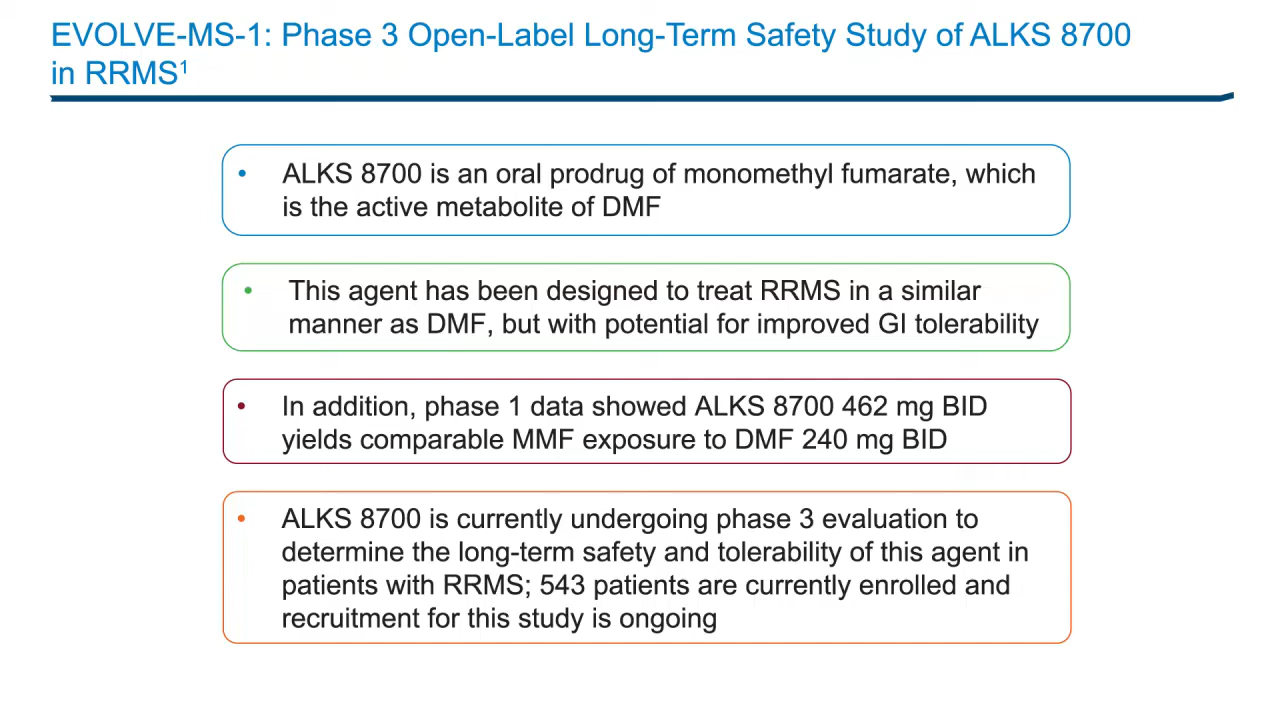 EVOLVE-MS-1: Phase 3 Open-Label Long-Term Safety Study of ALKS 8700
in RRMS¹
• ALKS 8700 is an oral prodrug of monomethyl fumarate, which
is the active metabolite of DMF
• This agent has been designed to treat RRMS in a similar
manner as DMF, but with potential for improved GI tolerability
• In addition, phase 1 data showed ALKS 8700 462 mg BID
yields comparable MMF exposure to DMF 240 mg BID
• ALKS 8700 is currently undergoing phase 3 evaluation to
determine the long-term safety and tolerability of this agent in
patients with RRMS; 543 patients are currently enrolled and
recruitment for this study is ongoing